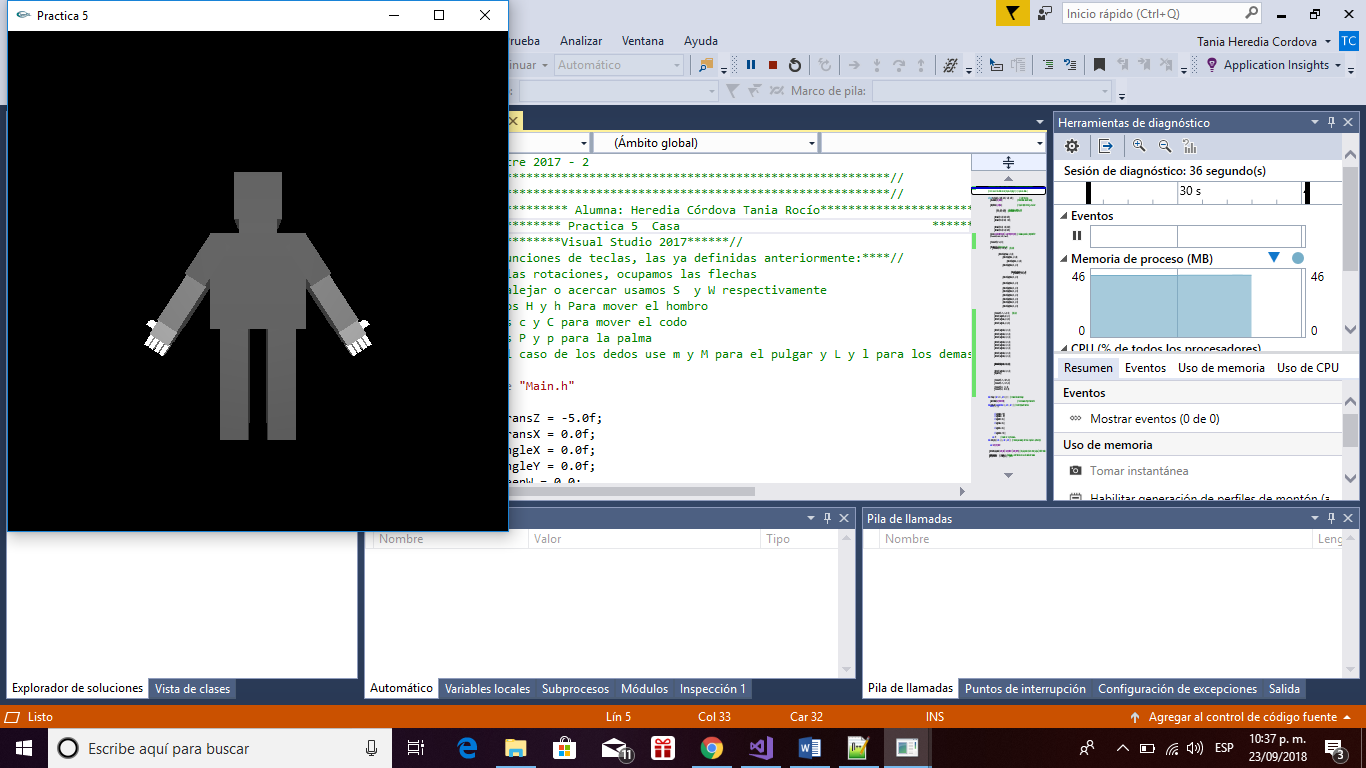 Practica 5
Inicio rápido (Ctrl+Q)
Analizar Ventana Ayuda
Tania Heredia Cordova TC
Automático
Application Insights
Marco de pila:
(Ámbito global)
2017 - 2
***//
***//
*** Alumna: Heredia Córdova Tania Rocío***
*** Practica 5 Casa ***
***Visual Studio 2017******//
de teclas, las ya definidas anteriormente:****//
las rotaciones, ocupamos las flechas
alejar o acercar usamos S y W respectivamente
H y h Para mover el hombro
c y C para mover el codo
P y p para la palma
caso de los dedos use m y M para el pulgar y L y l para los demas
"Main.h"
ransZ = -5.0f;
ransX = 0.0f;
ngleX = 0.0f;
ngleY = 0.0f;
eenW = 0.0;
Herramientas de diagnóstico
Sesión de diagnóstico: 36 segundo(s)
30 s
Eventos
Memoria de proceso (MB)
46 46
0 0
CPU (% de todos los procesadores)
Resumen Eventos Uso de memoria Uso de CPU
Eventos
Mostrar eventos (0 de 0)
Uso de memoria
Tomar instantánea
Habilitar generación de perfiles de montón (a
Nombre Valor Tipo
Pila de llamadas
Nombre Leng
Explorador de soluciones Vista de clases
Automático Variables locales Subprocesos Módulos Inspección 1
Pila de llamadas Puntos de interrupción Configuración de excepciones Salida
Listo Lín 5 Col 33 Car 32 INS Agregar al control de código fuente
Escribe aquí para buscar
11
ESP
10:37 p. m.
23/09/2018
3